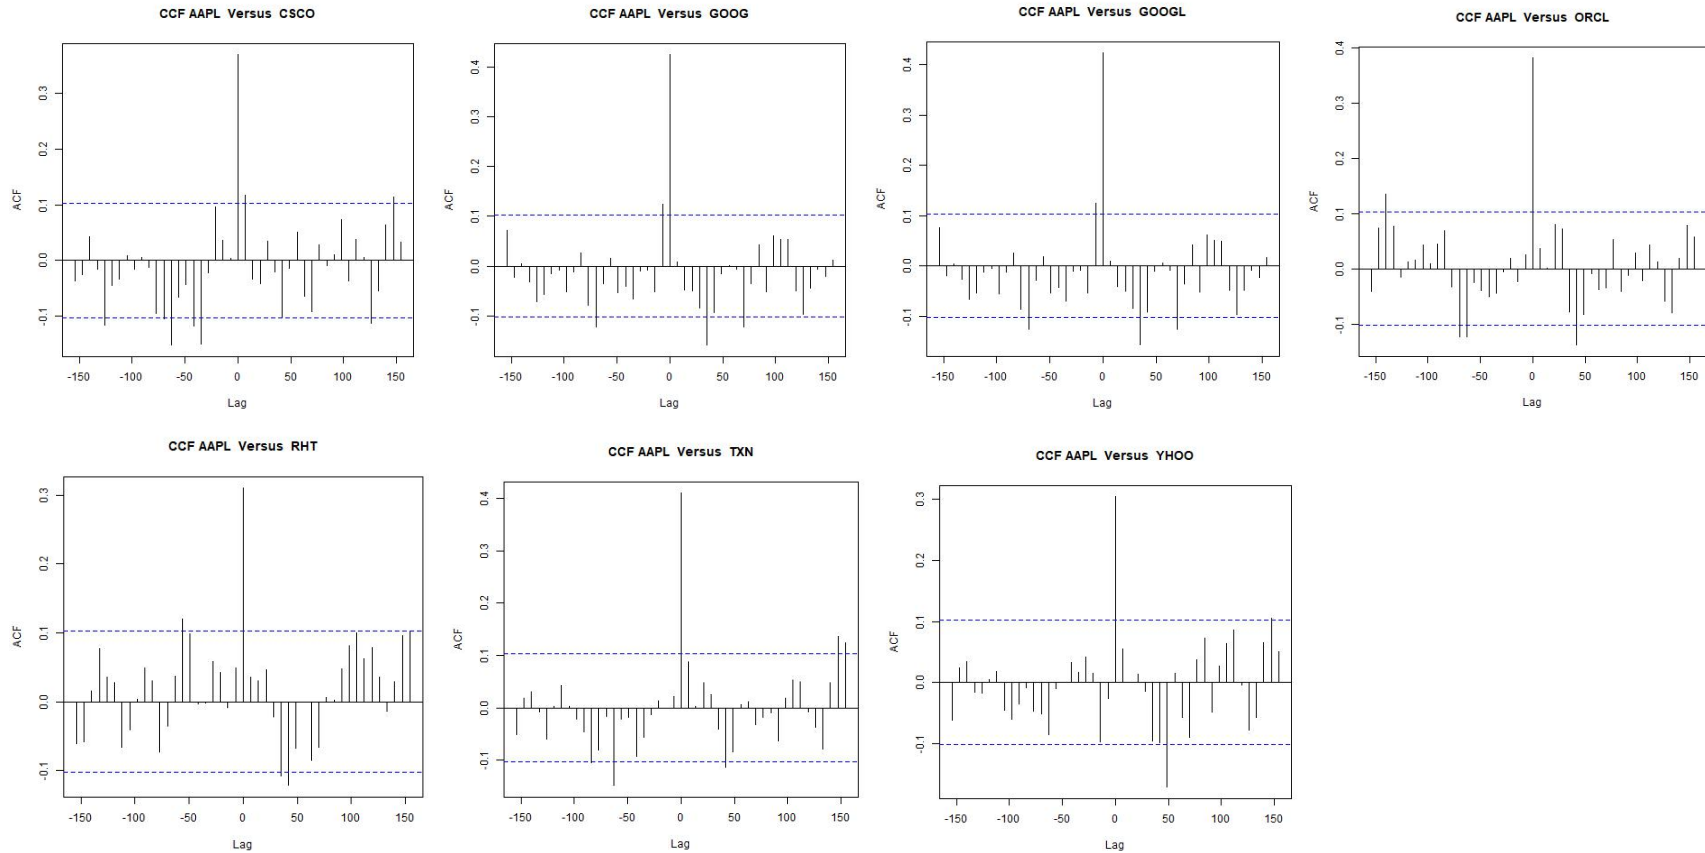 CCF AAPL  Versus  CSCO
ACF
0.3
0.2
0.1
0.0
-0.1
-150 -100 -50 0 50 100 150
Lag
CCF AAPL  Versus  GOOG
ACF
0.4
0.3
0.2
0.1
0.0
-0.1
-150 -100 -50 0 50 100 150
Lag
CCF AAPL  Versus  GOOGL
ACF
0.4
0.3
0.2
0.1
0.0
-0.1
-150 -100 -50 0 50 100 150
Lag
CCF AAPL  Versus  ORCL
ACF
0.4
0.3
0.2
0.1
0.0
-0.1
-150 -100 -50 0 50 100 150
Lag
CCF AAPL  Versus  RHT
ACF
0.3
0.2
0.1
0.0
-0.1
-150 -100 -50 0 50 100 150
Lag
CCF AAPL  Versus  TXN
ACF
0.4
0.3
0.2
0.1
0.0
-0.1
-150 -100 -50 0 50 100 150
Lag
CCF AAPL  Versus  YHOO
ACF
0.3
0.2
0.1
0.0
-0.1
-150 -100 -50 0 50 100 150
Lag